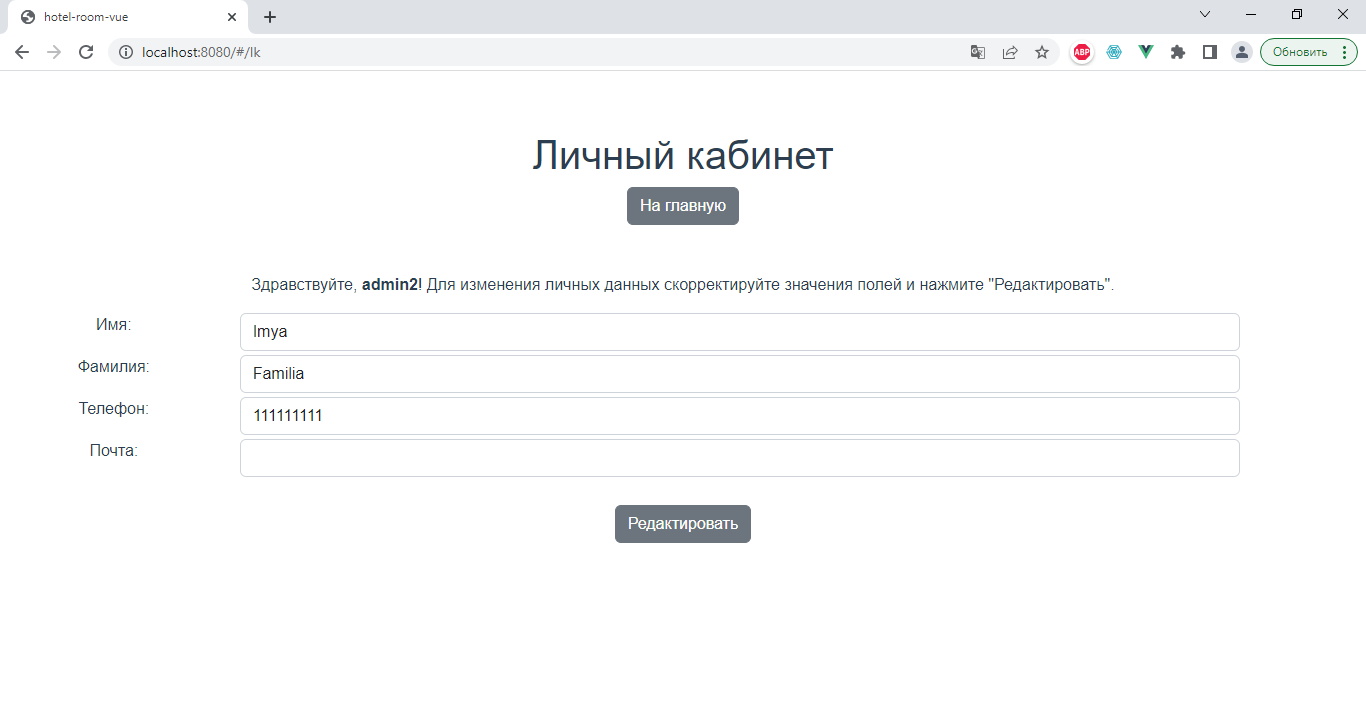 hotel-room-vue
localhost:8080/#/lk
ABP
Обновить
Личный кабинет
На главную
Здравствуйте, admin2! Для изменения личных данных скорректируйте значения полей и нажмите "Редактировать".
Имя: Imya
Фамилия: Familia
Телефон: 111111111
Почта:
Редактировать